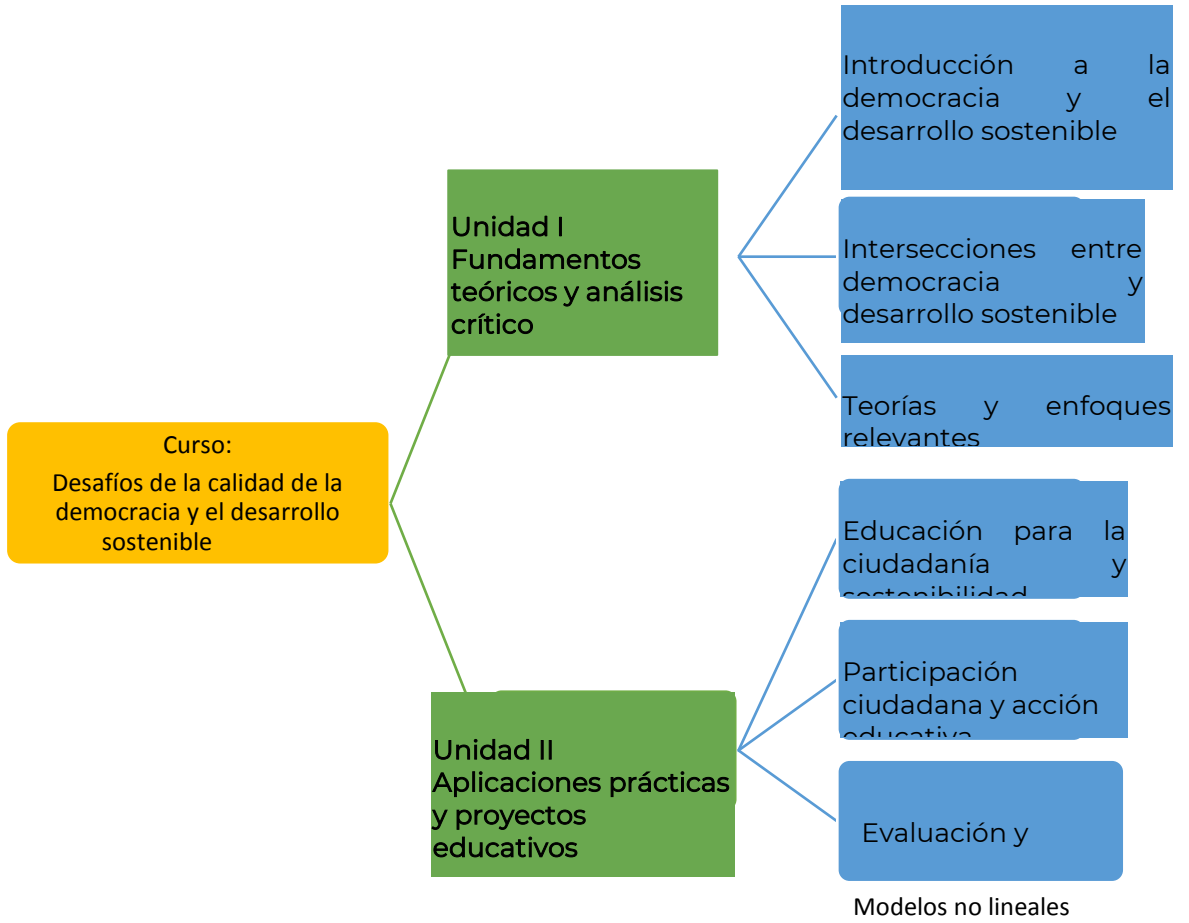 Introducción a la
democracia y el
desarrollo sostenible
Unidad I
Fundamentos
teóricos y análisis
crítico
Intersecciones entre
democracia y
desarrollo sostenible
Teorías y enfoques
relevantes
Curso:
Desafíos de la calidad de la
democracia y el desarrollo
sostenible
Educación para la
ciudadanía y
sostenibilidad
Participación
ciudadana y acción
educativa
Unidad II
Aplicaciones prácticas
y proyectos
educativos
Evaluación y
Modelos no lineales